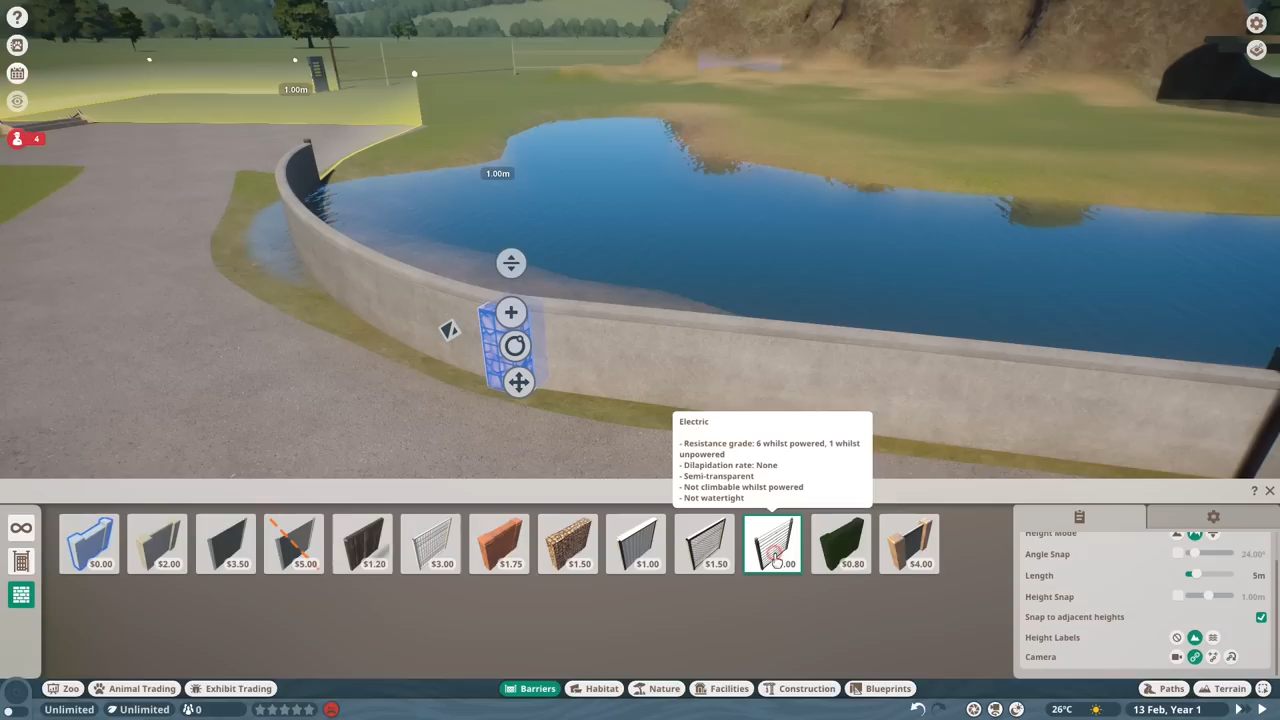 1.00m
4
1.00m
Electric
- Resistance grade: 6 whilst powered, 1 whilst
unpowered
- Dilapidation rate: None
- Semi-transparent
- Not climbable whilst powered
- Not watertight
$0.00
$2.00
$3.50
$5.00
$1.20
$3.00
$1.75
$1.50
$1.00
$1.50
.00
$0.80
$4.00
Height Mode
Angle Snap 24.00°
Length 5m
Height Snap 1.00m
Snap to adjacent heights
Height Labels
Camera
Zoo Animal Trading Exhibit Trading Barriers Habitat Nature Facilities Construction Blueprints Paths Terrain
Unlimited Unlimited 0 26°C 13 Feb, Year 1